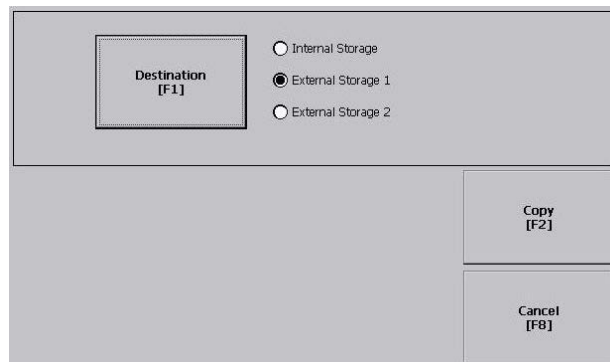 Destination
[F1]
Internal Storage
External Storage 1
External Storage 2
Copy
[F2]
Cancel
[F8]